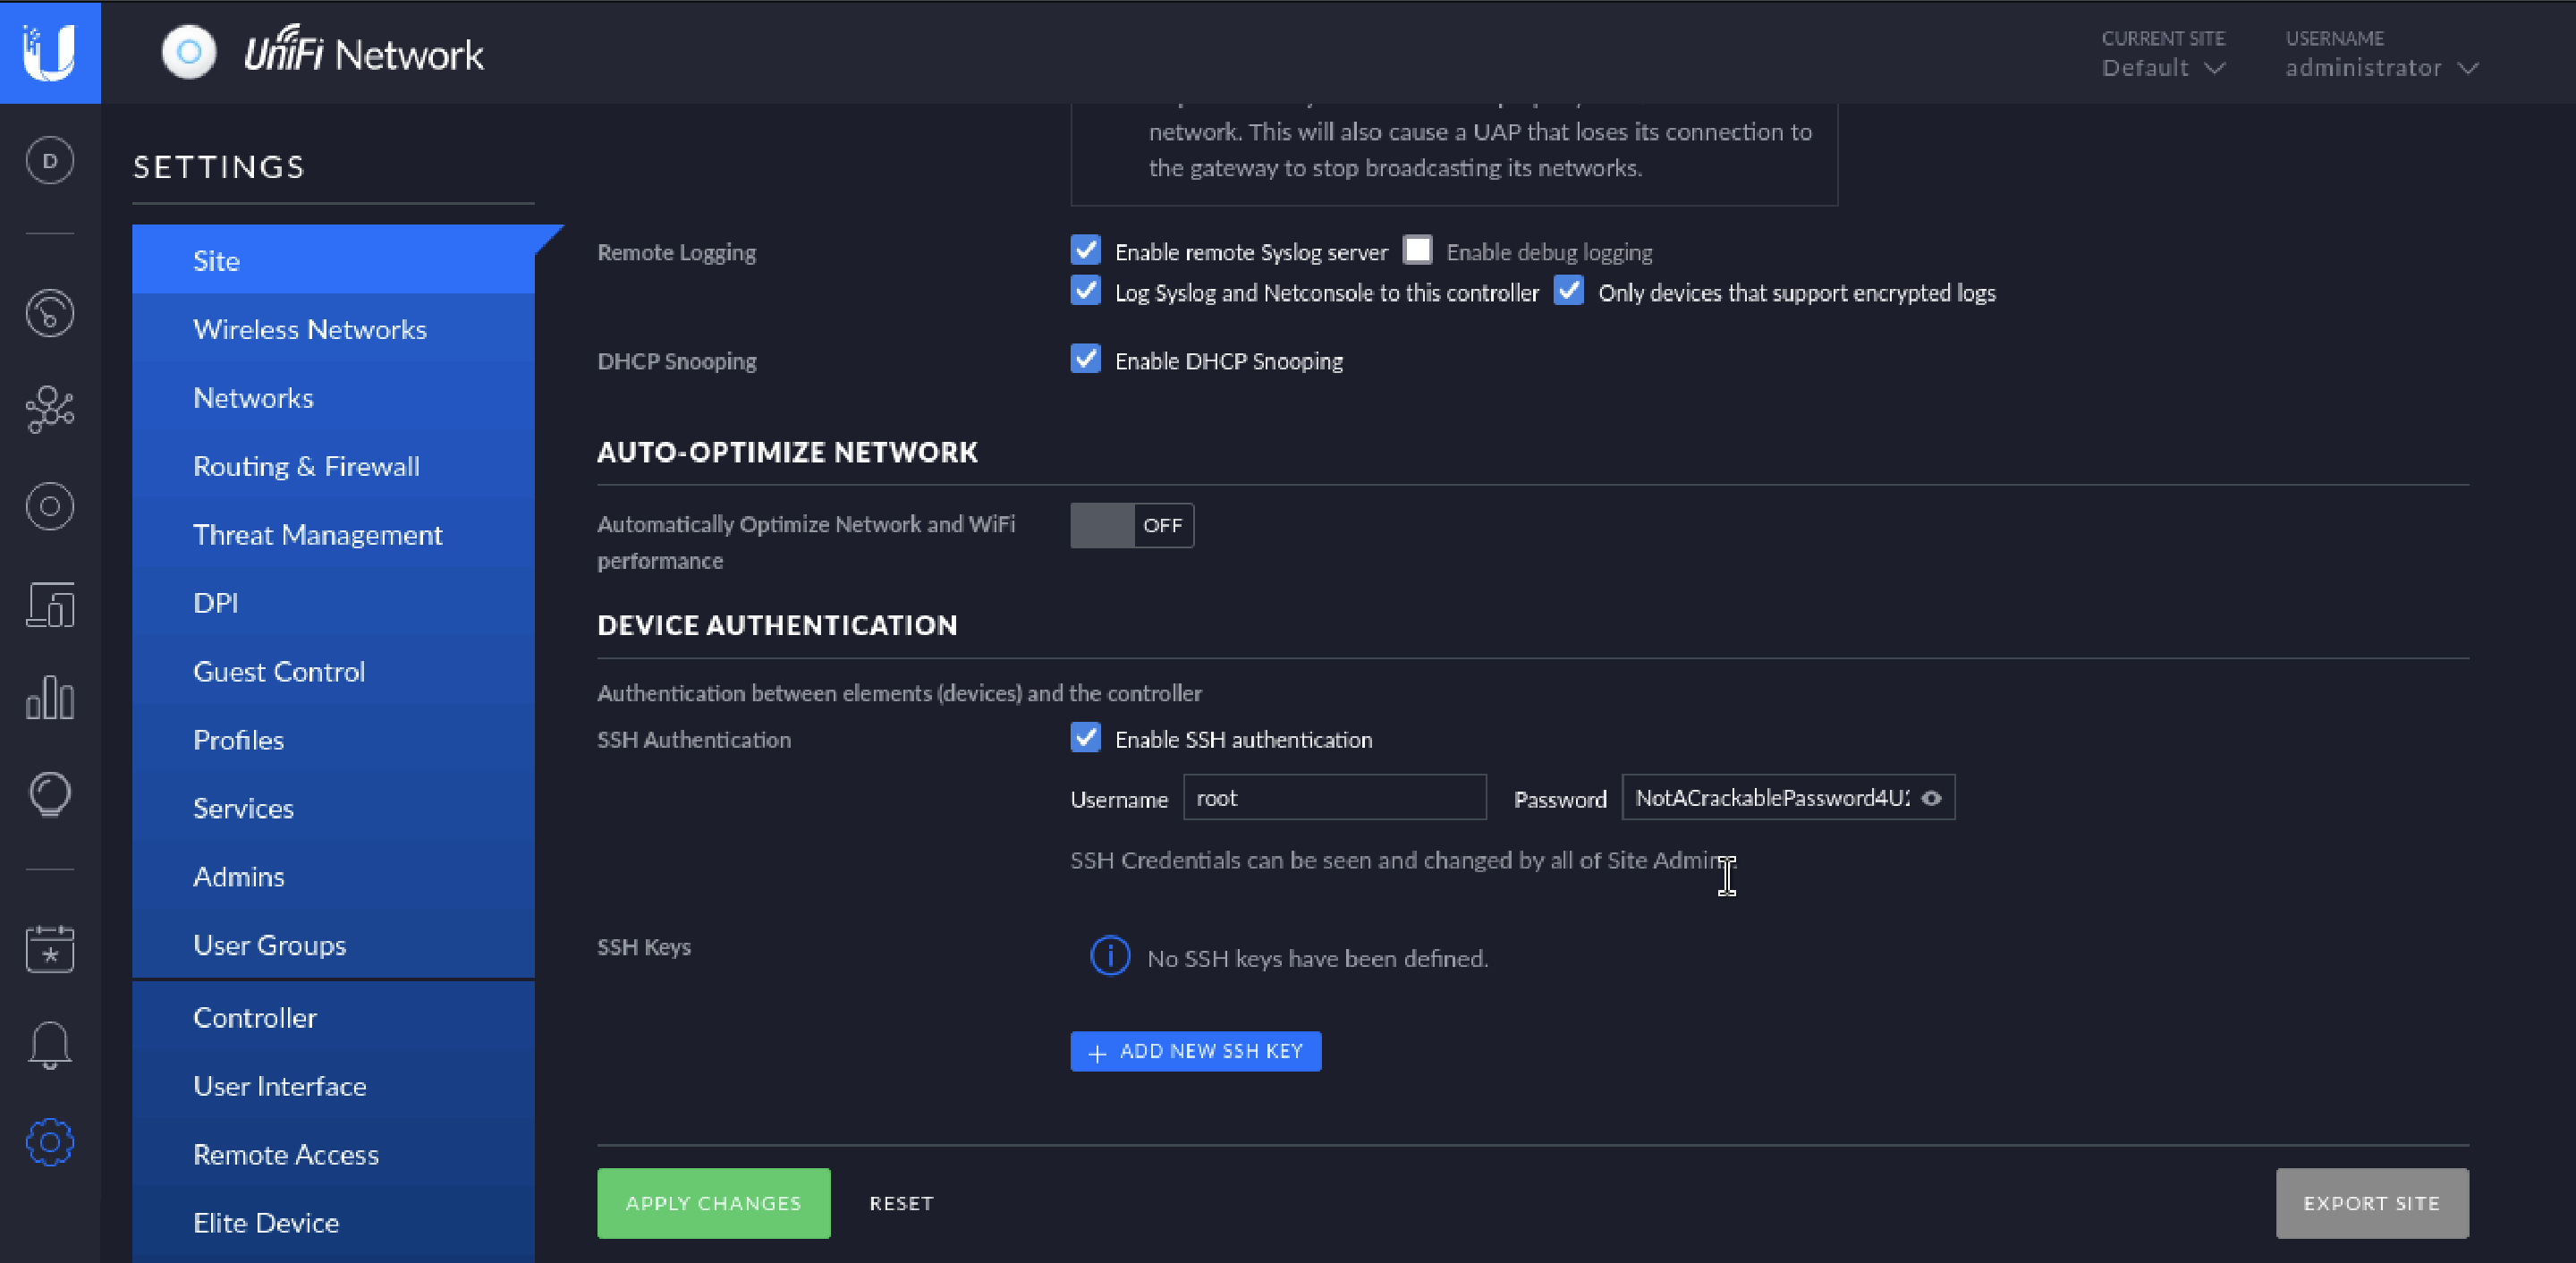 UniFi Network
CURRENT SITE
Default
USERNAME
administrator
D
SETTINGS
Site
Wireless Networks
Networks
Routing & Firewall
Threat Management
DPI
Guest Control
Profiles
Services
Admins
User Groups
Controller
User Interface
Remote Access
Elite Device
network. This will also cause a UAP that loses its connection to
the gateway to stop broadcasting its networks.
Remote Logging
Enable remote Syslog server Enable debug logging
Log Syslog and Netconsole to this controller Only devices that support encrypted logs
DHCP Snooping
Enable DHCP Snooping
AUTO-OPTIMIZE NETWORK
Automatically Optimize Network and WiFi
performance
OFF
DEVICE AUTHENTICATION
Authentication between elements (devices) and the controller
SSH Authentication
Enable SSH authentication
Username root Password NotACrackablePassword4U
SSH Credentials can be seen and changed by all of Site
SSH Keys
No SSH keys have been defined.
+ ADD NEW SSH KEY
APPLY CHANGES
RESET
EXPORT SITE